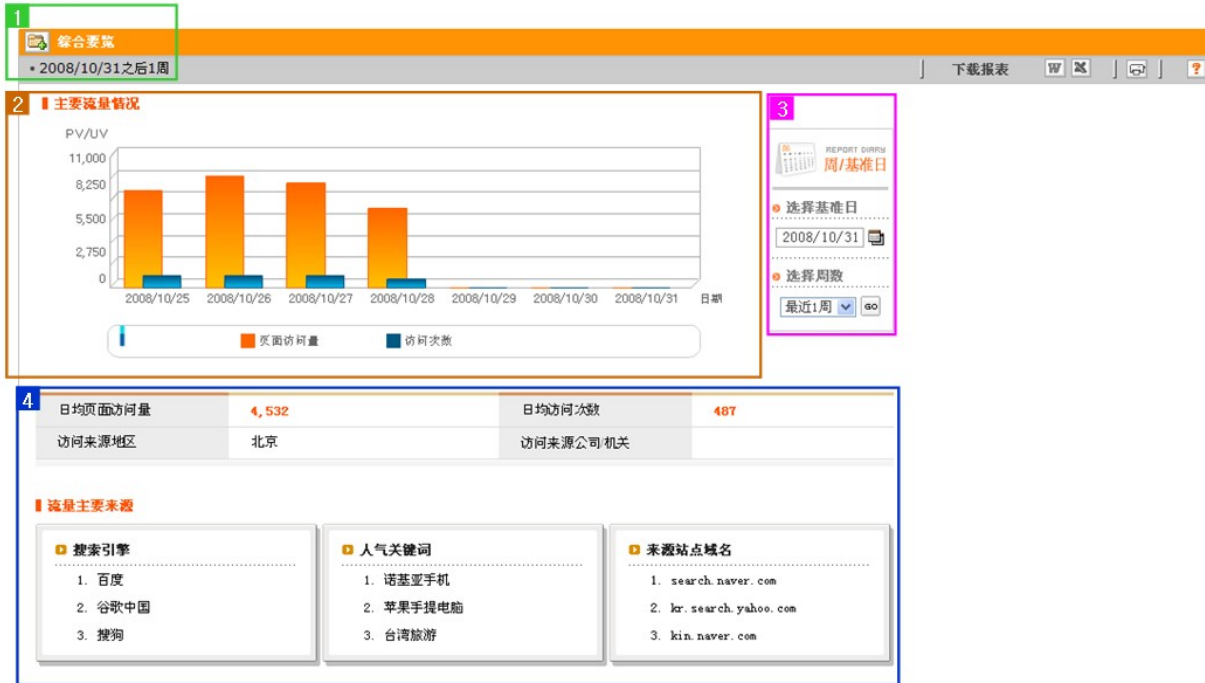 1
综合要览
• 2008/10/31之后1周
下载报表
W X ?
2
主要流量情况
PV/UV
11,000
8,250
5,500
2,750
0
2008/10/25 2008/10/26 2008/10/27 2008/10/28 2008/10/29 2008/10/30 2008/10/31 日期
页面访问量 访问次数
3
REPORT DIARY
周/基准日
选择基准日
2008/10/31
选择周数
最近1周 GO
4
日均页面访问量 4,532 日均访问次数 487
访问来源地区 北京 访问来源公司/机关
流量主要来源
搜索引擎
1. 百度
2. 谷歌中国
3. 搜狗
人气关键词
1. 诺基亚手机
2. 苹果手提电脑
3. 台湾旅游
来源站点域名
1. search.naver.com
2. kr.search.yahoo.com
3. kin.naver.com